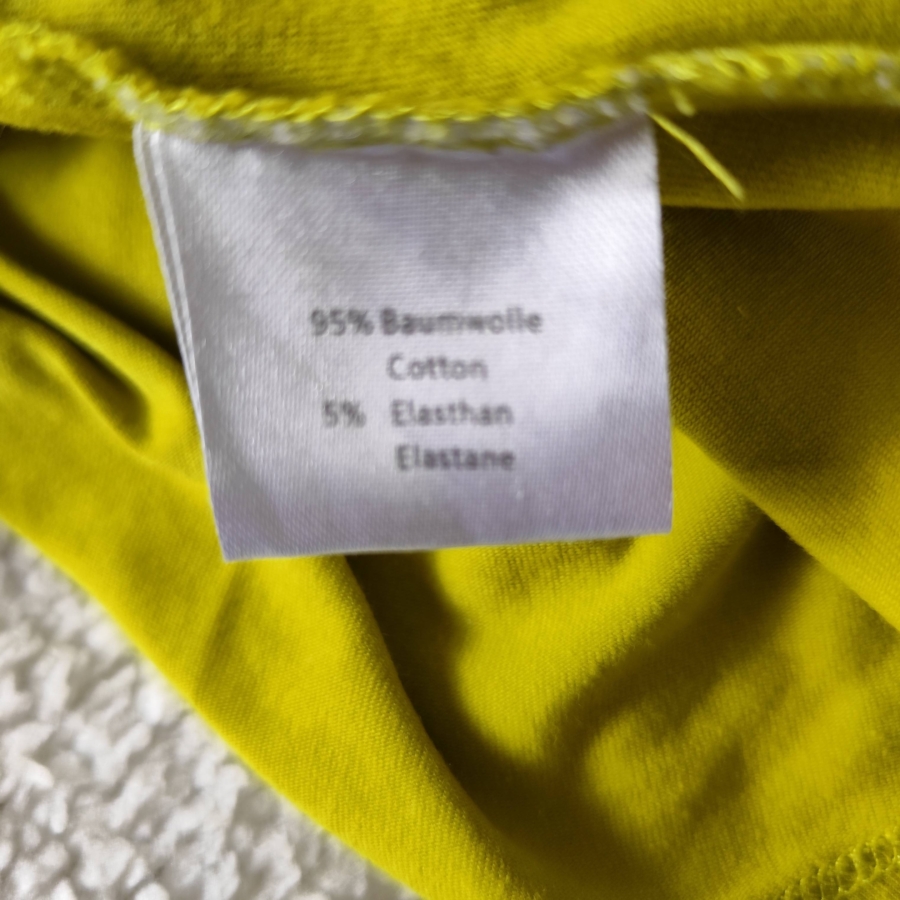 95% Baumwolle
Cotton
5% Elasthan
Elastane